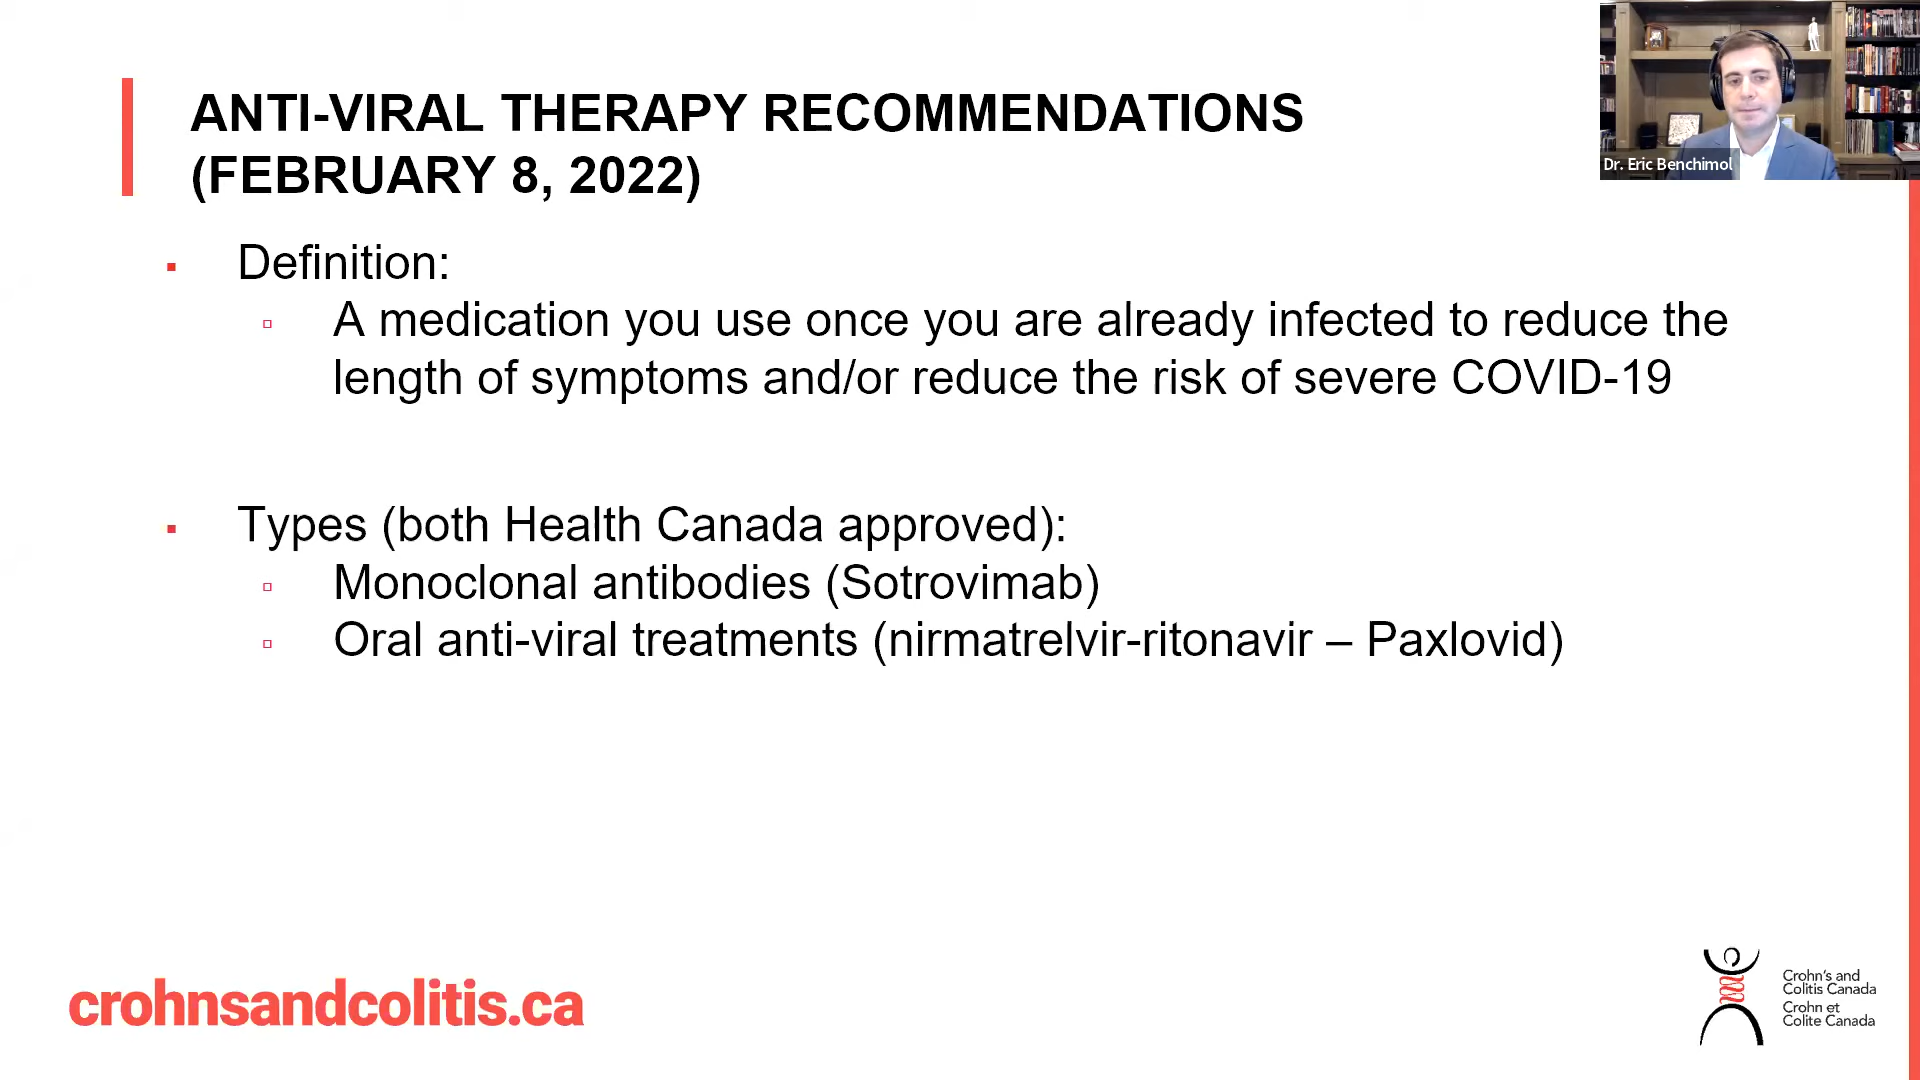 ANTI-VIRAL THERAPY RECOMMENDATIONS
(FEBRUARY 8, 2022)
Dr. Eric Benchimol
▪ Definition:
▫ A medication you use once you are already infected to reduce the
length of symptoms and/or reduce the risk of severe COVID-19
▪ Types (both Health Canada approved):
▫ Monoclonal antibodies (Sotrovimab)
▫ Oral anti-viral treatments (nirmatrelvir-ritonavir – Paxlovid)
crohnsandcolitis.ca
Crohn's and
Colitis Canada
Crohn et
Colite Canada